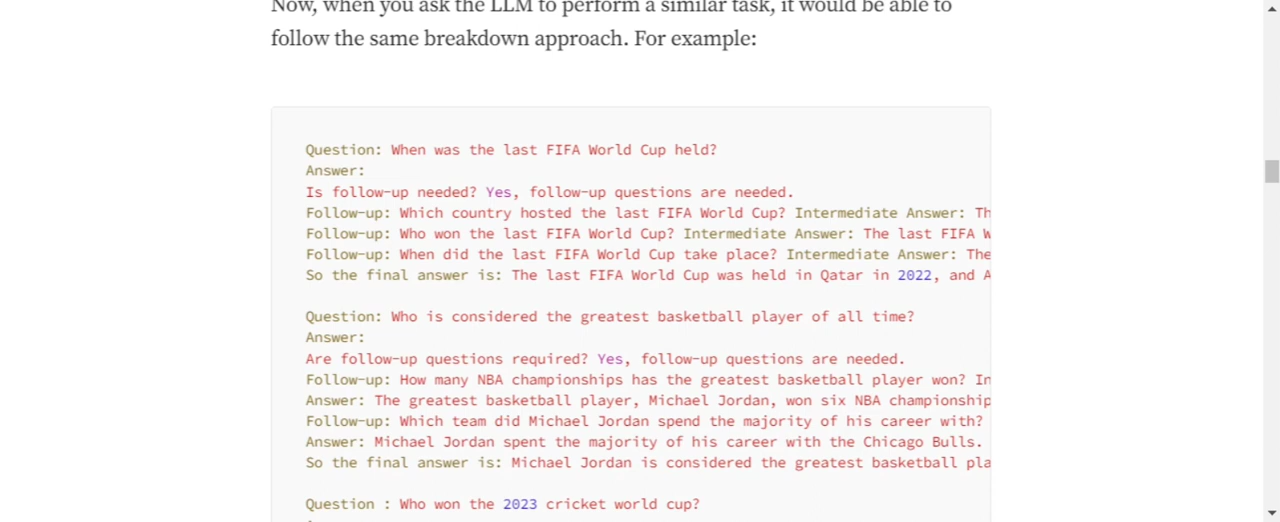 Now, when you ask the LLM to perform a similar task, it would be able to
follow the same breakdown approach. For example:
Question: When was the last FIFA World Cup held?
Answer:
Is follow-up needed? Yes, follow-up questions are needed.
Follow-up: Which country hosted the last FIFA World Cup? Intermediate Answer: Th
Follow-up: Who won the last FIFA World Cup? Intermediate Answer: The last FIFA W
Follow-up: When did the last FIFA World Cup take place? Intermediate Answer: The
So the final answer is: The last FIFA World Cup was held in Qatar in 2022, and A
Question: Who is considered the greatest basketball player of all time?
Answer:
Are follow-up questions required? Yes, follow-up questions are needed.
Follow-up: How many NBA championships has the greatest basketball player won? In
Answer: The greatest basketball player, Michael Jordan, won six NBA championship
Follow-up: Which team did Michael Jordan spend the majority of his career with?
Answer: Michael Jordan spent the majority of his career with the Chicago Bulls.
So the final answer is: Michael Jordan is considered the greatest basketball pla
Question : Who won the 2023 cricket world cup?